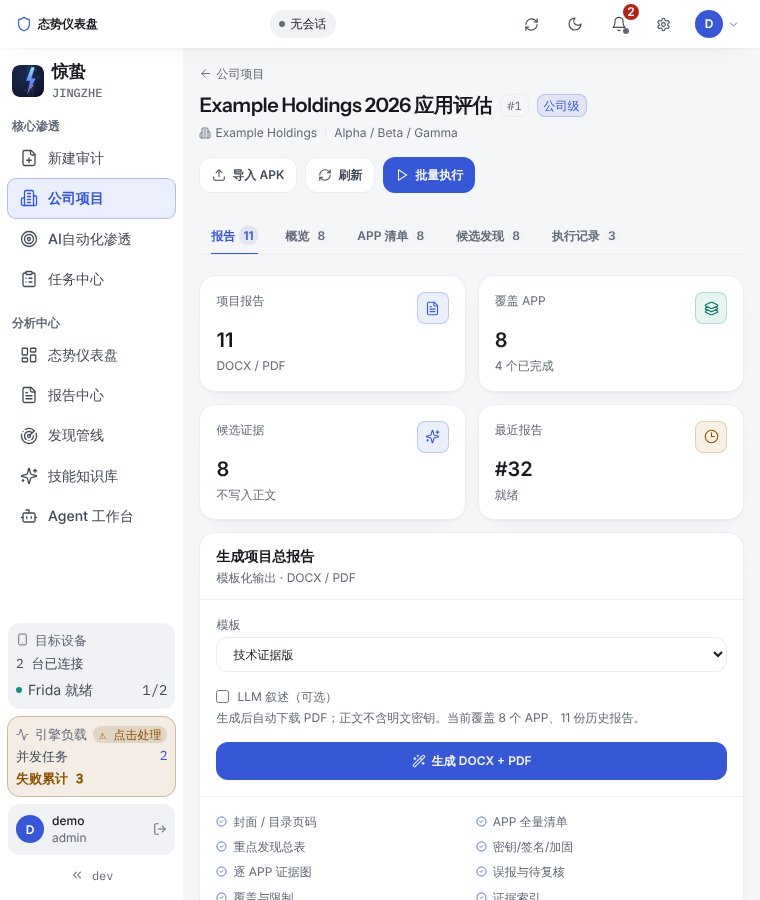 态势仪表盘
无会话
2
D
惊蛰
JINGZHE
核心渗透
新建审计
公司项目
AI自动化渗透
任务中心
分析中心
态势仪表盘
报告中心
发现管线
技能知识库
Agent 工作台
目标设备
2 台已连接
Frida 就绪 1/2
引擎负载 ⚠ 点击处理
并发任务 2
失败累计 3
D
demo
admin
« dev
← 公司项目
Example Holdings 2026 应用评估 #1 公司级
Example Holdings Alpha / Beta / Gamma
导入 APK 刷新 批量执行
报告 11 概览 8 APP 清单 8 候选发现 8 执行记录 3
项目报告
11
DOCX / PDF
覆盖 APP
8
4 个已完成
候选证据
8
不写入正文
最近报告
#32
就绪
生成项目总报告
模板化输出 · DOCX / PDF
模板
技术证据版
LLM 叙述（可选）
生成后自动下载 PDF；正文不含明文密钥。当前覆盖 8 个 APP、11 份历史报告。
生成 DOCX + PDF
封面 / 目录页码 APP 全量清单
重点发现总表 密钥/签名/加固
逐 APP 证据图 误报与待复核
覆盖与限制 证据索引